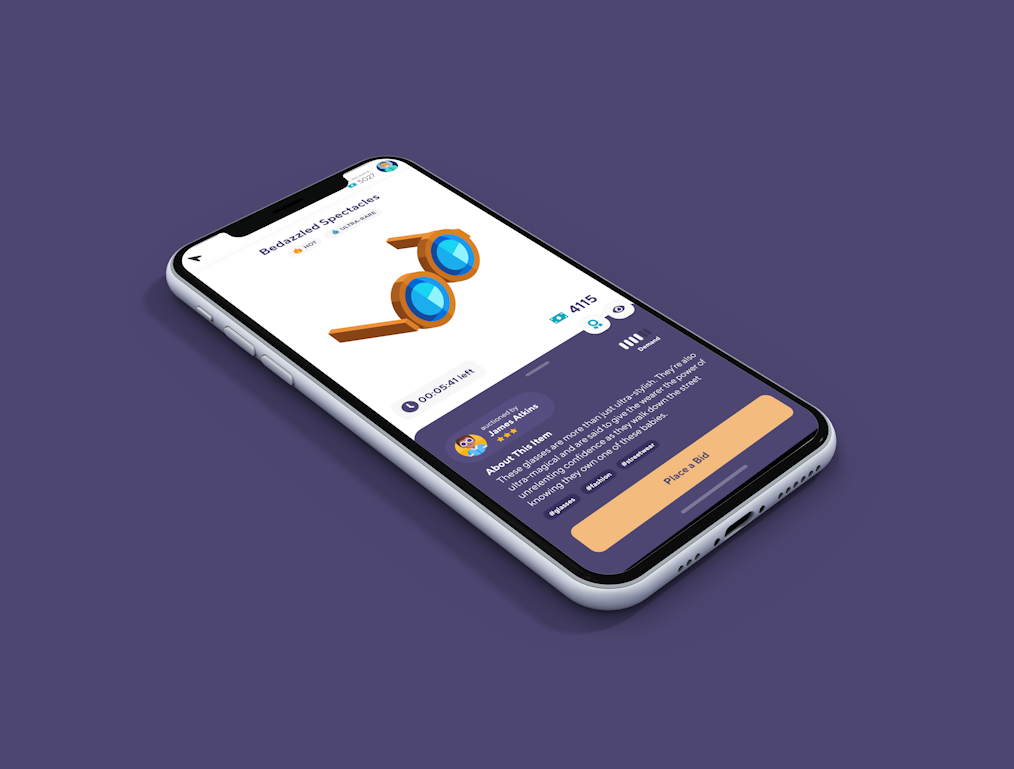 BALANCE
5027
Bedazzled Spectacles
HOT
ULTRA-RARE
4115
00:05:41 left
Demand
auctioned by
James Atkins
About This Item
These glasses are more than just ultra-stylish. They're also
ultra-magical and are said to give the wearer the power of
unrelenting confidence as they walk down the street
knowing they own one of these babies.
#glasses
#fashion
#streetwear
Place a Bid